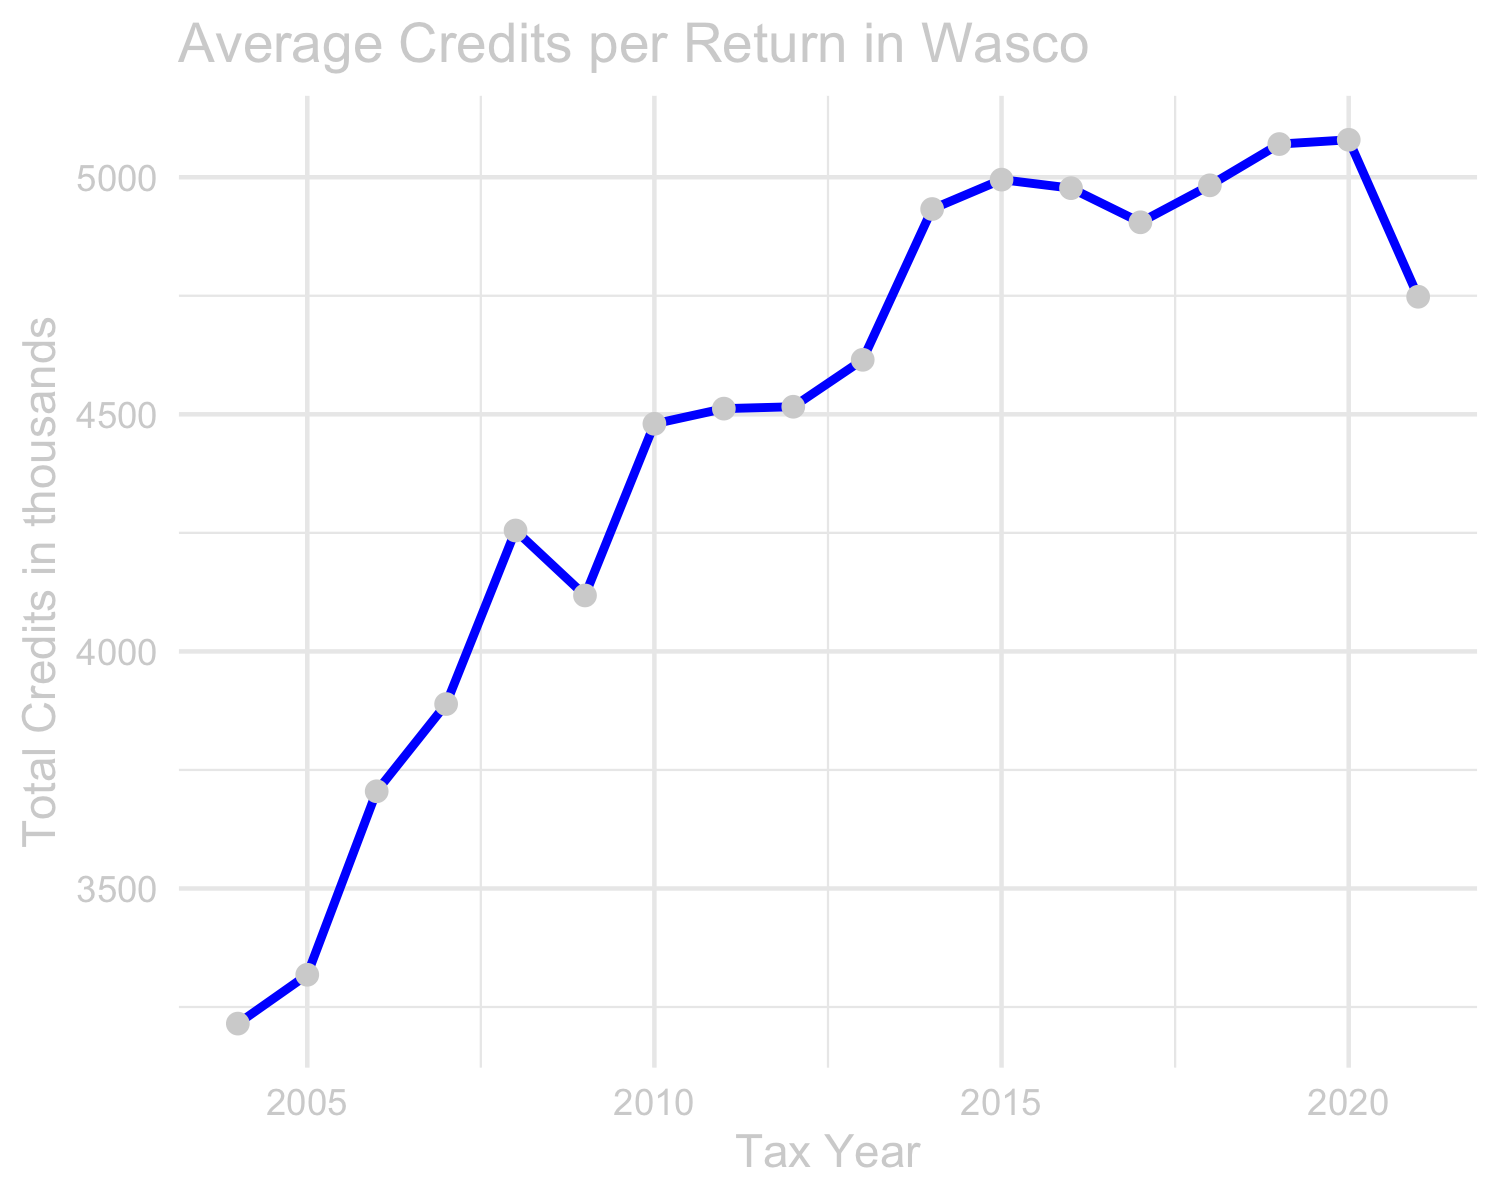 Average Credits per Return in Wasco
Total Credits in thousands
5000
4500
4000
3500
2005
2010
2015
2020
Tax Year